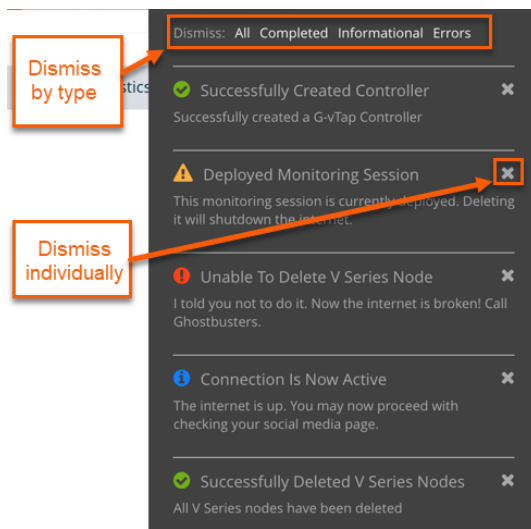 Dismiss: All Completed Informational Errors
Dismiss
by type
stics
Successfully Created Controller
Successfully created a G-vTap Controller
Deployed Monitoring Session
This monitoring session is currently deployed. Deleting
it will shutdown the internet.
Dismiss
individually
Unable To Delete V Series Node
I told you not to do it. Now the internet is broken! Call
Ghostbusters.
Connection Is Now Active
The internet is up. You may now proceed with
checking your social media page.
Successfully Deleted V Series Nodes
All V Series nodes have been deleted